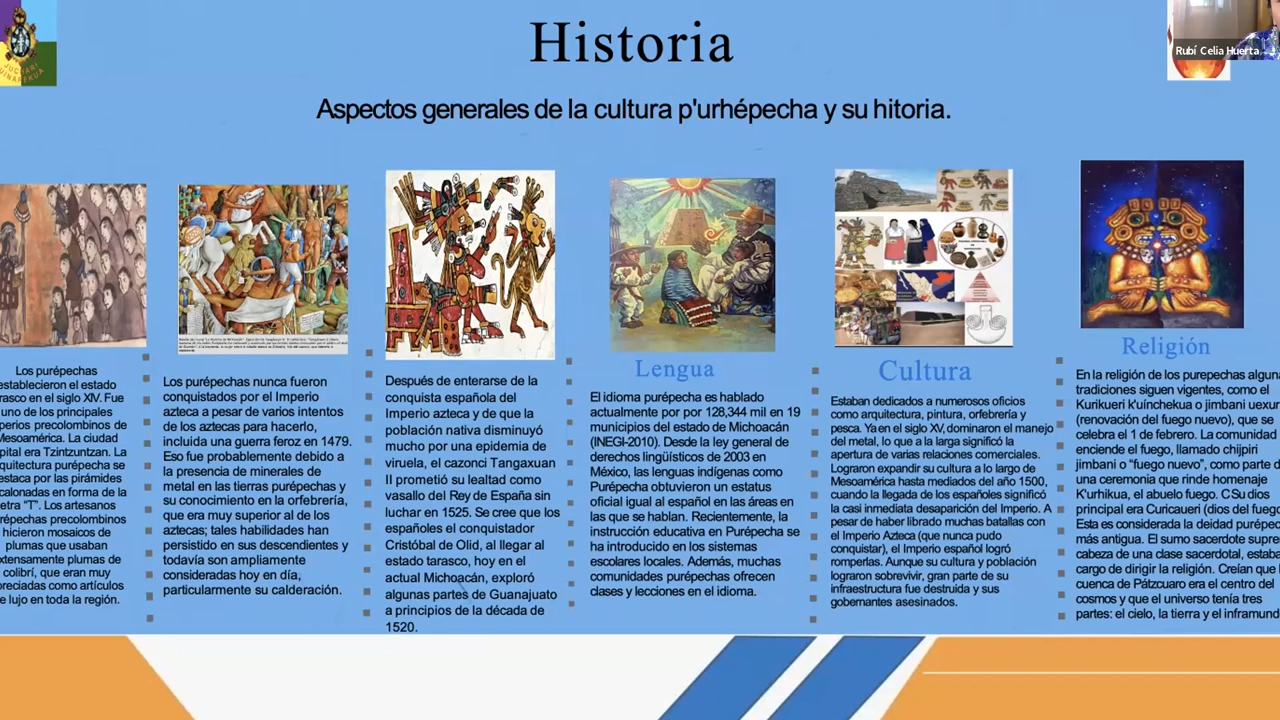 Historia
Rubí Celia Huerta
JUCHARI
UINAPEKUA
Aspectos generales de la cultura p'urhépecha y su hitoria.
Los purépechas
establecieron el estado
rasco en el siglo XIV. Fue
uno de los principales
perios precolombinos de
Mesoamérica. La ciudad
pital era Tzintzuntzan. La
quitectura purépecha se
estaca por las pirámides
calonadas en forma de la
etra "T". Los artesanos
répechas precolombinos
hicieron mosaicos de
plumas que usaban
xtensamente plumas de
colibrí, que eran muy
preciadas como artículos
e lujo en toda la región.
Los purépechas nunca fueron
conquistados por el Imperio
azteca a pesar de varios intentos
de los aztecas para hacerlo,
incluida una guerra feroz en 1479.
Eso fue probablemente debido a
la presencia de minerales de
metal en las tierras purépechas y
su conocimiento en la orfebrería,
que era muy superior al de los
aztecas; tales habilidades han
persistido en sus descendientes y
todavía son ampliamente
consideradas hoy en día,
particularmente su calderación.
Después de enterarse de la
conquista española del
Imperio azteca y de que la
población nativa disminuyó
mucho por una epidemia de
viruela, el cazonci Tangaxuan
II prometió su lealtad como
vasallo del Rey de España sin
luchar en 1525. Se cree que los
españoles el conquistador
Cristóbal de Olid, al llegar al
estado tarasco, hoy en el
actual Michoacán, exploró
algunas partes de Guanajuato
a principios de la década de
1520.
Lengua
El idioma purépecha es hablado
actualmente por por 128,344 mil en 19
municipios del estado de Michoacán
(INEGI-2010). Desde la ley general de
derechos lingüísticos de 2003 en
México, las lenguas indígenas como
Purépecha obtuvieron un estatus
oficial igual al español en las áreas en
las que se hablan. Recientemente, la
instrucción educativa en Purépecha se
ha introducido en los sistemas
escolares locales. Además, muchas
comunidades purépechas ofrecen
clases y lecciones en el idioma.
Cultura
Estaban dedicados a numerosos oficios
como arquitectura, pintura, orfebrería y
pesca. Ya en el siglo XV, dominaron el manejo
del metal, lo que a la larga significó la
apertura de varias relaciones comerciales.
Lograron expandir su cultura a lo largo de
Mesoamérica hasta mediados del año 1500,
cuando la llegada de los españoles significó
la casi inmediata desaparición del Imperio. A
pesar de haber librado muchas batallas con
el Imperio Azteca (que nunca pudo
conquistar), el Imperio español logró
romperlas. Aunque su cultura y población
lograron sobrevivir, gran parte de su
infraestructura fue destruida y sus
gobernantes asesinados.
Religión
En la religión de los purepechas alguna
tradiciones siguen vigentes, como el
Kurikueri k'uínchekua o jimbani uexur
(renovación del fuego nuevo), que se
celebra el 1 de febrero. La comunidad
enciende el fuego, llamado chijpiri
jimbani o "fuego nuevo", como parte d
una ceremonia que rinde homenaje
K'urhikua, el abuelo fuego. CSu dios
principal era Curicaueri (dios del fuego
Esta es considerada la deidad purépec
más antigua. El sumo sacerdote supre
cabeza de una clase sacerdotal, estaba
cargo de dirigir la religión. Creían que l
cuenca de Pátzcuaro era el centro del
cosmos y que el universo tenía tres
partes: el cielo, la tierra y el inframund